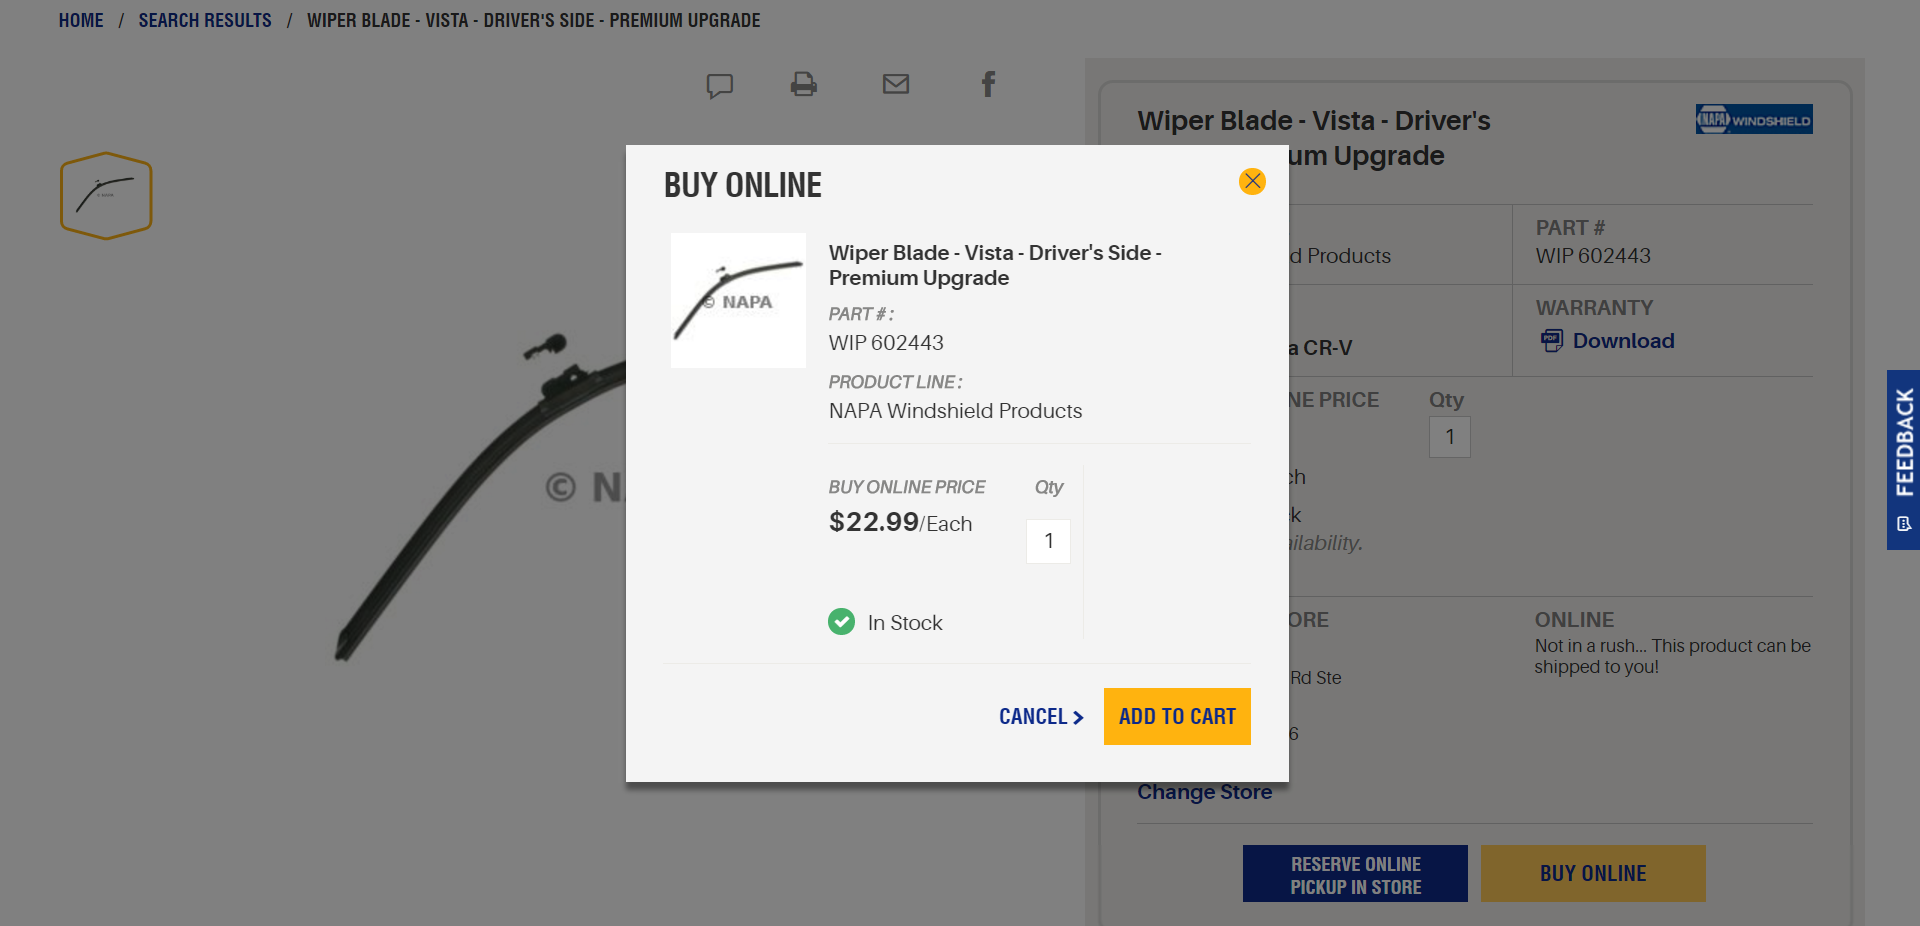 HOME / SEARCH RESULTS / WIPER BLADE - VISTA - DRIVER'S SIDE - PREMIUM UPGRADE
Wiper Blade - Vista - Driver's
um Upgrade
NAPA WINDSHIELD
BUY ONLINE
© NAPA
Wiper Blade - Vista - Driver's Side -
Premium Upgrade
PART # :
WIP 602443
PRODUCT LINE :
NAPA Windshield Products
BUY ONLINE PRICE
Qty
$22.99/Each
1
In Stock
CANCEL
ADD TO CART
© N
d Products
PART #
WIP 602443
WARRANTY
PDF
Download
a CR-V
NE PRICE
Qty
1
ch
k
ailability.
ORE
ONLINE
Not in a rush... This product can be
shipped to you!
Rd Ste
6
Change Store
RESERVE ONLINE
PICKUP IN STORE
BUY ONLINE
FEEDBACK